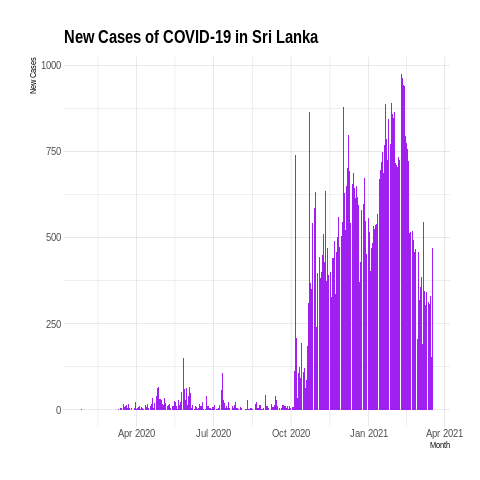 New Cases of COVID-19 in Sri Lanka
New Cases
1000
750
500
250
0
Apr 2020 Jul 2020 Oct 2020 Jan 2021 Apr 2021
Month